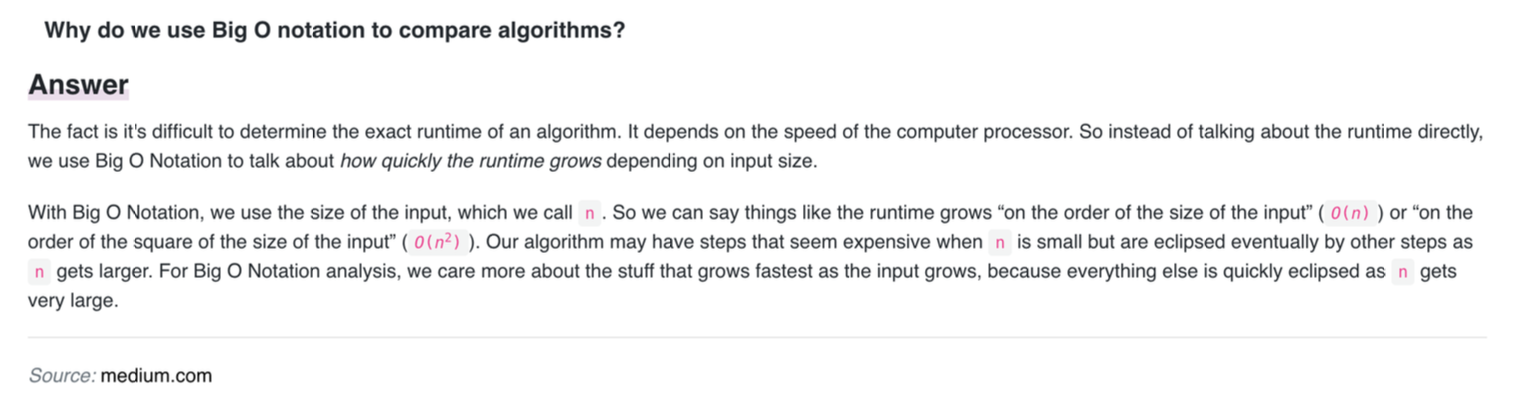 Why do we use Big O notation to compare algorithms?
Answer
The fact is it's difficult to determine the exact runtime of an algorithm. It depends on the speed of the computer processor. So instead of talking about the runtime directly,
we use Big O Notation to talk about how quickly the runtime grows depending on input size.
With Big O Notation, we use the size of the input, which we call n . So we can say things like the runtime grows “on the order of the size of the input” ( O(n) ) or “on the
order of the square of the size of the input” ( O(n²) ). Our algorithm may have steps that seem expensive when n is small but are eclipsed eventually by other steps as
n gets larger. For Big O Notation analysis, we care more about the stuff that grows fastest as the input grows, because everything else is quickly eclipsed as n gets
very large.
Source: medium.com